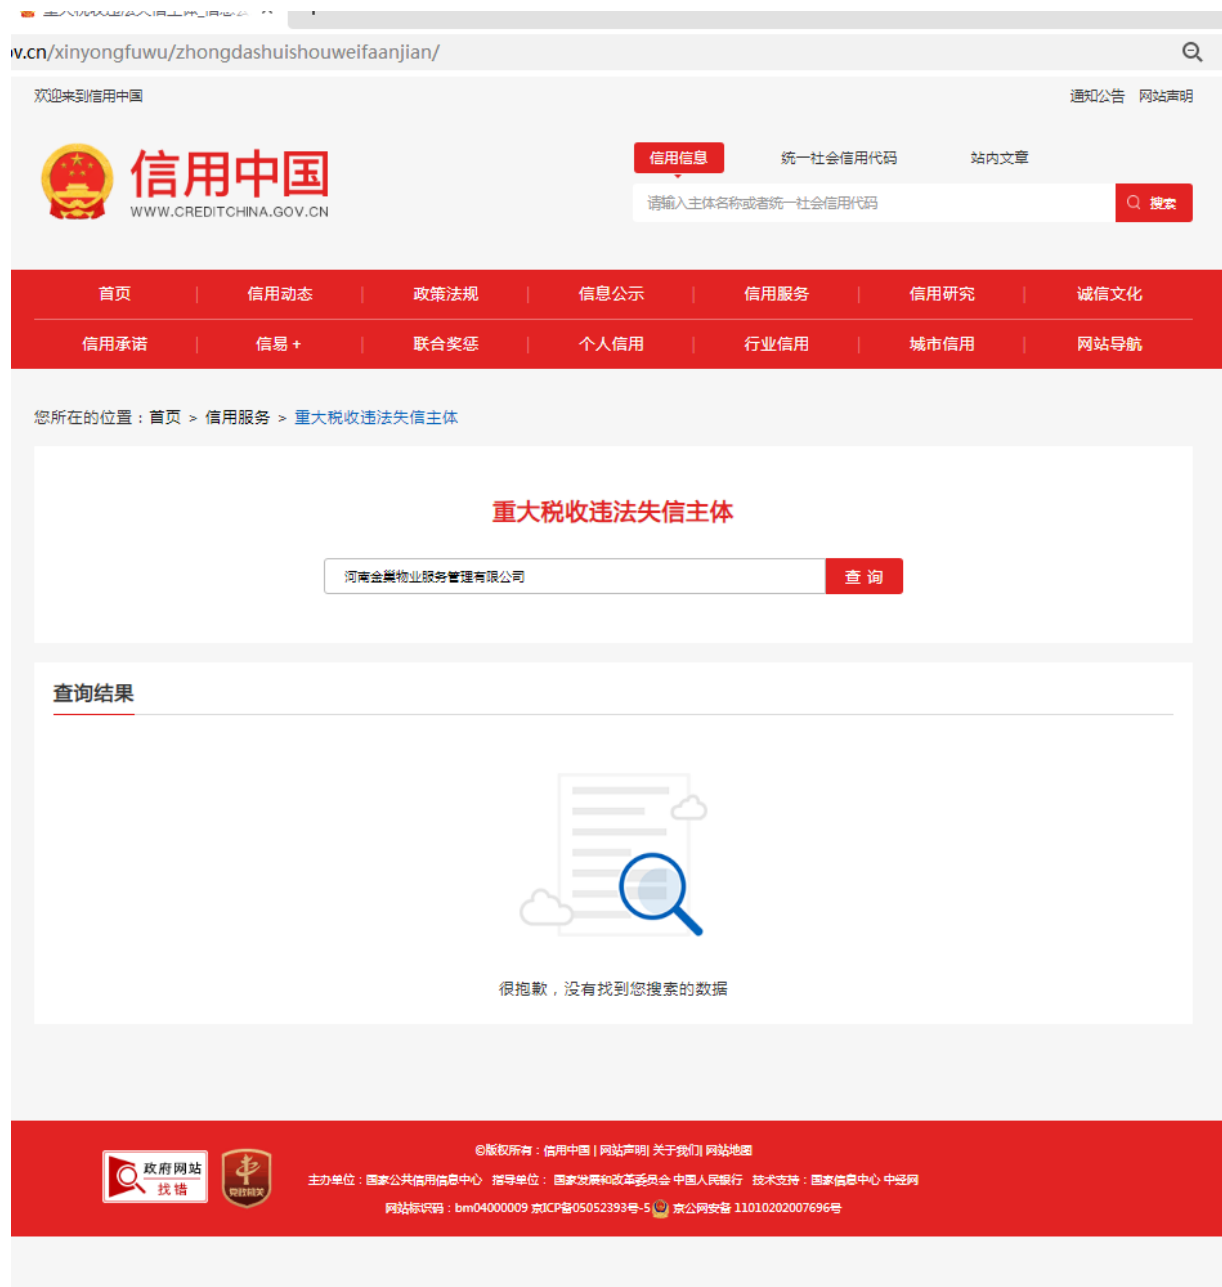 v.cn/xinyongfuwu/zhongdashuishouweifaanjian/
欢迎来到信用中国
通知公告 网站声明
信用中国
WWW.CREDITCHINA.GOV.CN
信用信息 统一社会信用代码 站内文章
请输入主体名称或者统一社会信用代码
搜索
首页 信用动态 政策法规 信息公示 信用服务 信用研究 诚信文化
信用承诺 信易+ 联合奖惩 个人信用 行业信用 城市信用 网站导航
您所在的位置：首页 > 信用服务 > 重大税收违法失信主体
重大税收违法失信主体
河南金巢物业服务管理有限公司
查询
查询结果
很抱歉，没有找到您搜索的数据
©版权所有：信用中国 | 网站声明| 关于我们| 网站地图
主办单位：国家公共信用信息中心 指导单位： 国家发展和改革委员会 中国人民银行 技术支持：国家信息中心 中经网
网站标识码：bm04000009 京ICP备05052393号-5 京公网安备 11010202007696号
政府网站
找错
党政机关